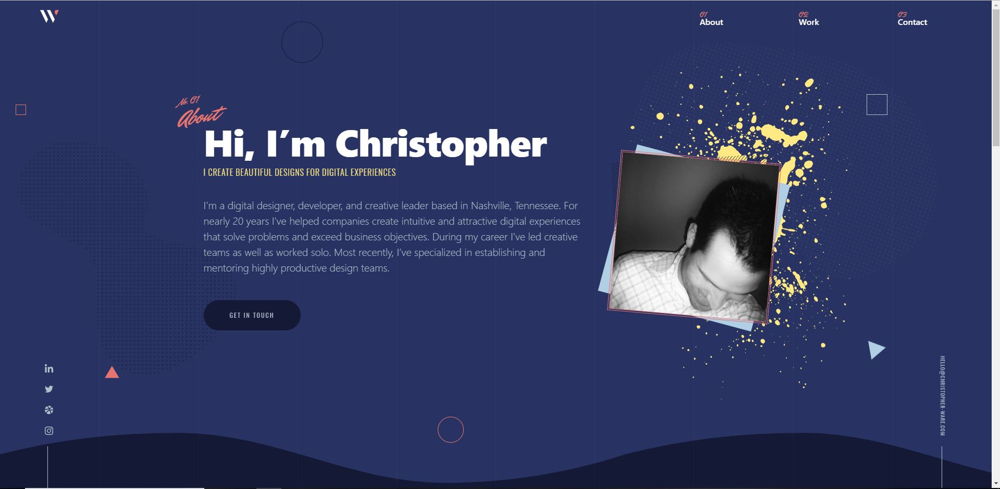 W
01
About
02
Work
03
Contact
No. 01
About
Hi, I’m Christopher
I CREATE BEAUTIFUL DESIGNS FOR DIGITAL EXPERIENCES
I’m a digital designer, developer, and creative leader based in Nashville, Tennessee. For
nearly 20 years I’ve helped companies create intuitive and attractive digital experiences
that solve problems and exceed business objectives. During my career I’ve led creative
teams as well as worked solo. Most recently, I’ve specialized in establishing and
mentoring highly productive design teams.
GET IN TOUCH
in
HELLO@CHRISTOPHER-WARE.COM